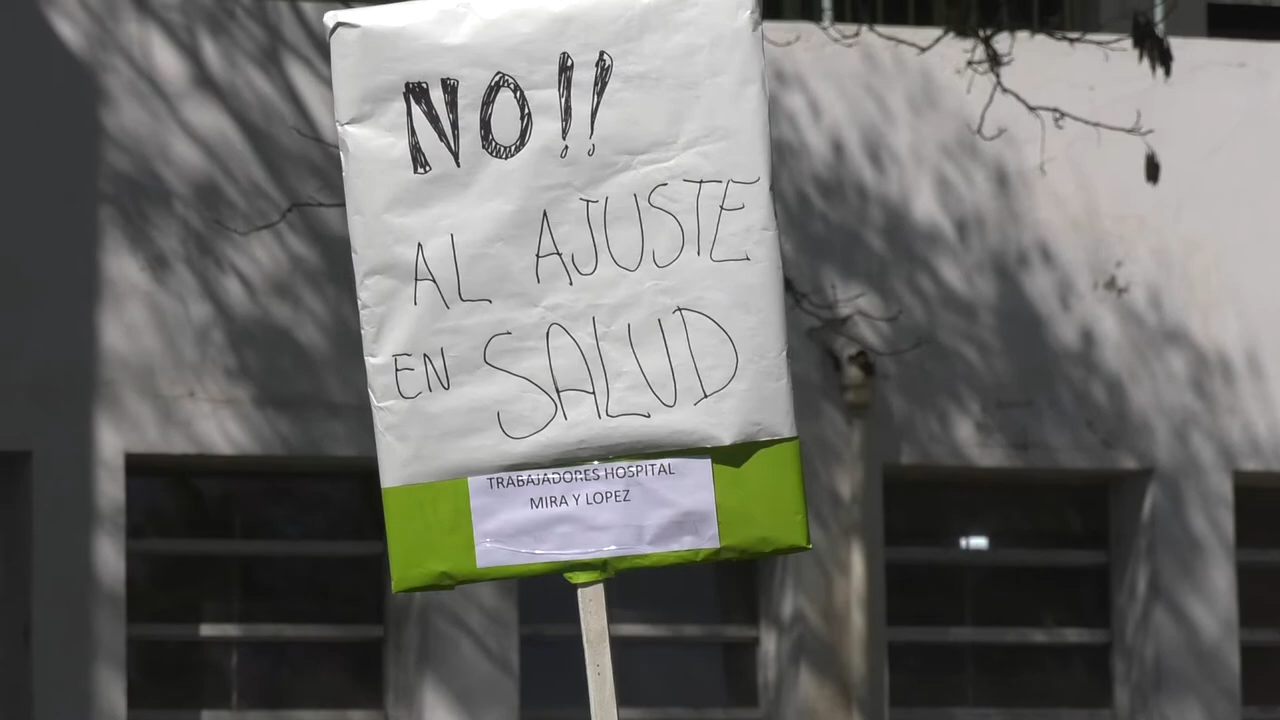 NO!!
AL AJUSTE
EN SALUD
TRABAJADORES HOSPITAL
MIRA Y LOPEZ